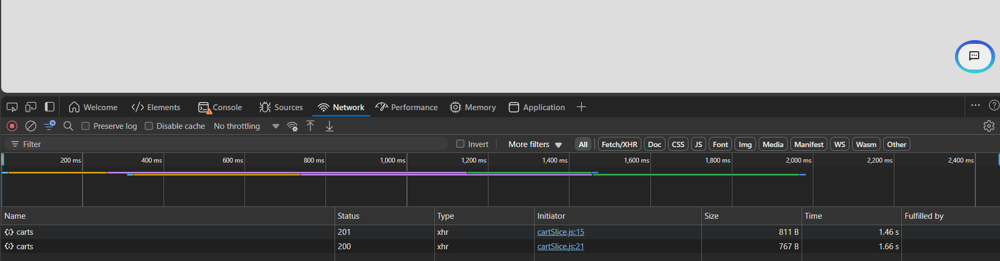 Welcome Elements Console Sources Network Performance Memory Application
Preserve log Disable cache No throttling
Filter Invert More filters All Fetch/XHR Doc CSS JS Font Img Media Manifest WS Wasm Other
200 ms 400 ms 600 ms 800 ms 1,000 ms 1,200 ms 1,400 ms 1,600 ms 1,800 ms 2,000 ms 2,200 ms 2,400 ms
Name Status Type Initiator Size Time Fulfilled by
carts 201 xhr cartSlice.js:15 811 B 1.46 s
carts 200 xhr cartSlice.js:21 767 B 1.66 s